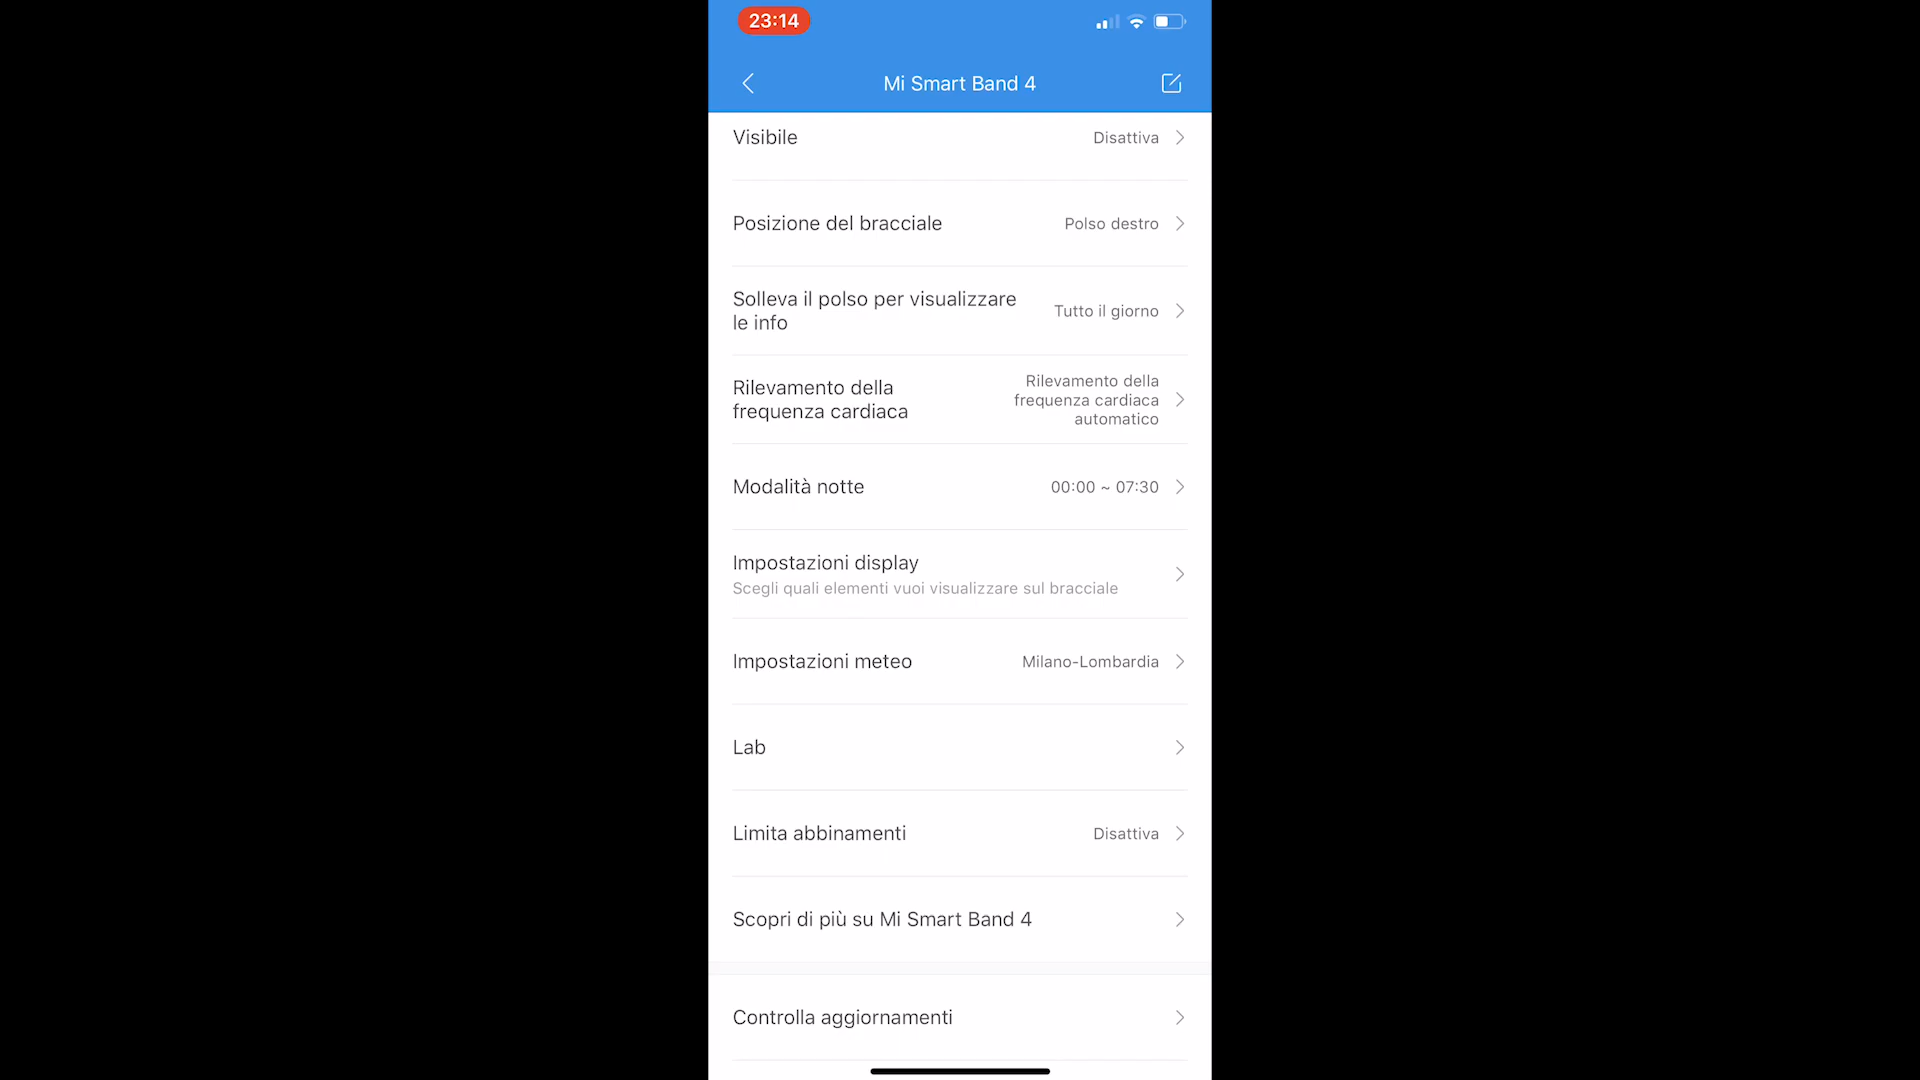 23:14
Mi Smart Band 4
Visibile Disattiva
Posizione del bracciale Polso destro
Solleva il polso per visualizzare
le info
Tutto il giorno
Rilevamento della
frequenza cardiaca
Rilevamento della
frequenza cardiaca
automatico
Modalità notte 00:00 ~ 07:30
Impostazioni display
Scegli quali elementi vuoi visualizzare sul bracciale
Impostazioni meteo Milano-Lombardia
Lab
Limita abbinamenti Disattiva
Scopri di più su Mi Smart Band 4
Controlla aggiornamenti